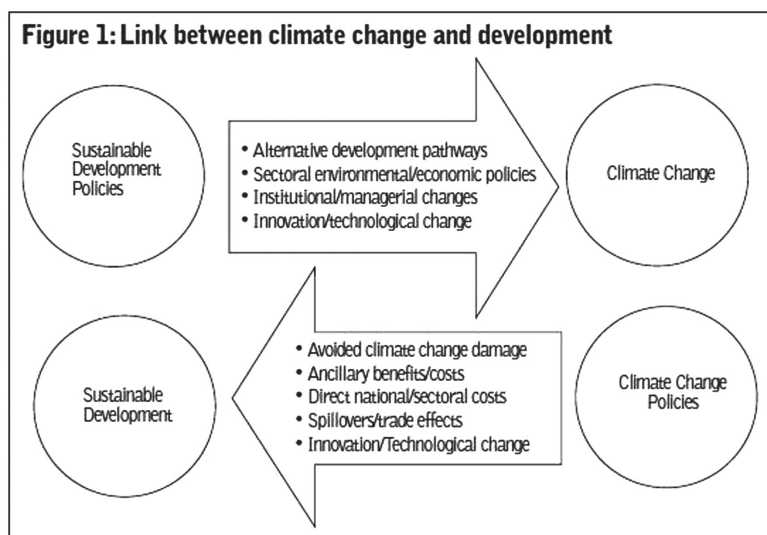 Figure 1: Link between climate change and development
Sustainable
Development
Policies
• Alternative development pathways
• Sectoral environmental/economic policies
• Institutional/managerial changes
• Innovation/technological change
Climate Change
Sustainable
Development
• Avoided climate change damage
• Ancillary benefits/costs
• Direct national/sectoral costs
• Spillovers/trade effects
• Innovation/Technological change
Climate Change
Policies